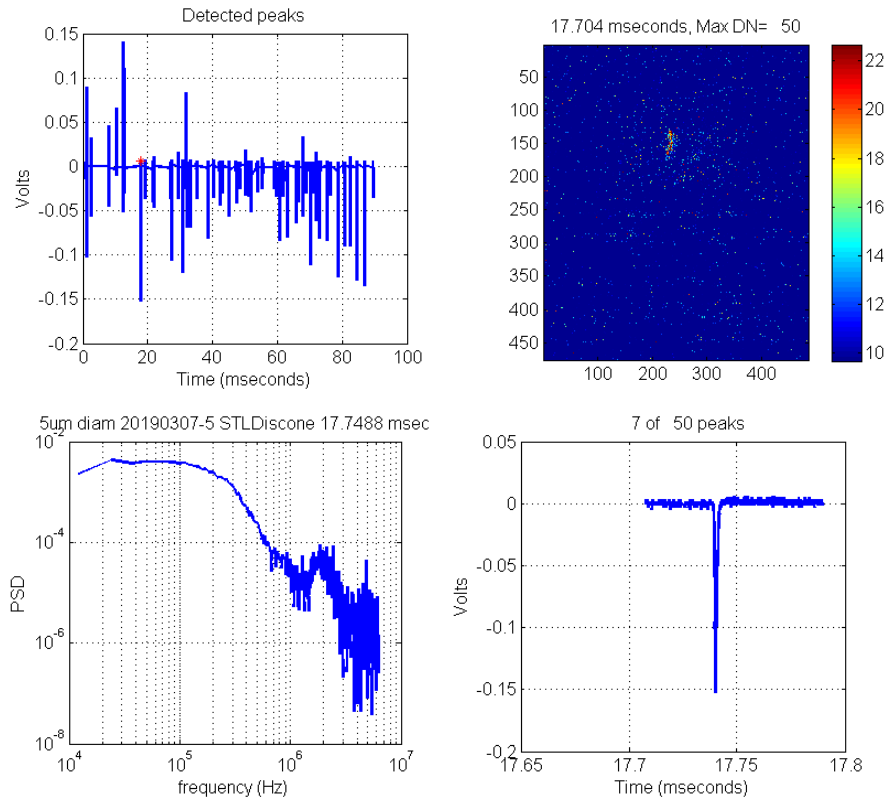 Detected peaks
0.15
0.1
0.05
0
-0.05
-0.1
-0.15
-0.2
0 20 40 60 80 100
Volts
Time (mseconds)
17.704 mseconds, Max DN= 50
50
100
150
200
250
300
350
400
450
100 200 300 400
22
20
18
16
14
12
10
5um diam 20190307-5 STLDiscone 17.7488 msec
10^-2
10^-4
10^-6
10^-8
10^4 10^5 10^6 10^7
PSD
frequency (Hz)
7 of 50 peaks
0.05
0
-0.05
-0.1
-0.15
-0.2
17.65 17.7 17.75 17.8
Volts
Time (mseconds)